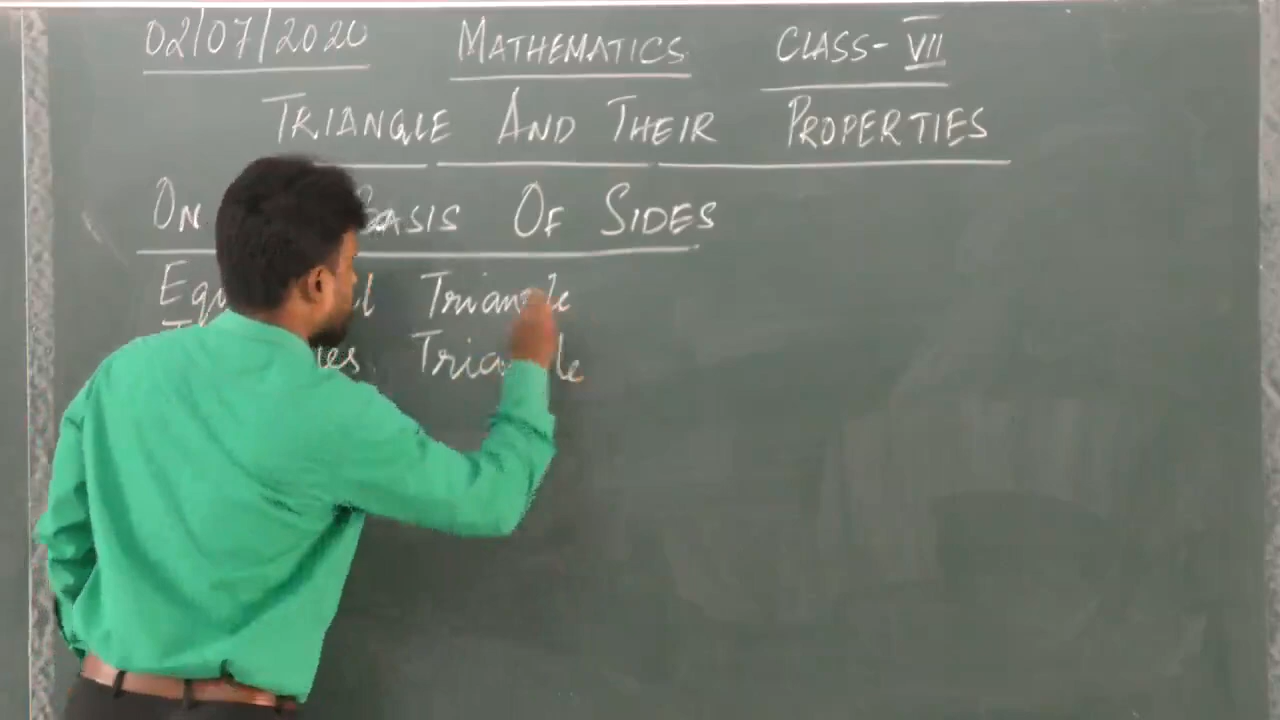 02/07/2020 MATHEMATICS CLASS- VII
TRIANGLE AND THEIR PROPERTIES
ON BASIS OF SIDES
Triangle
Triangle